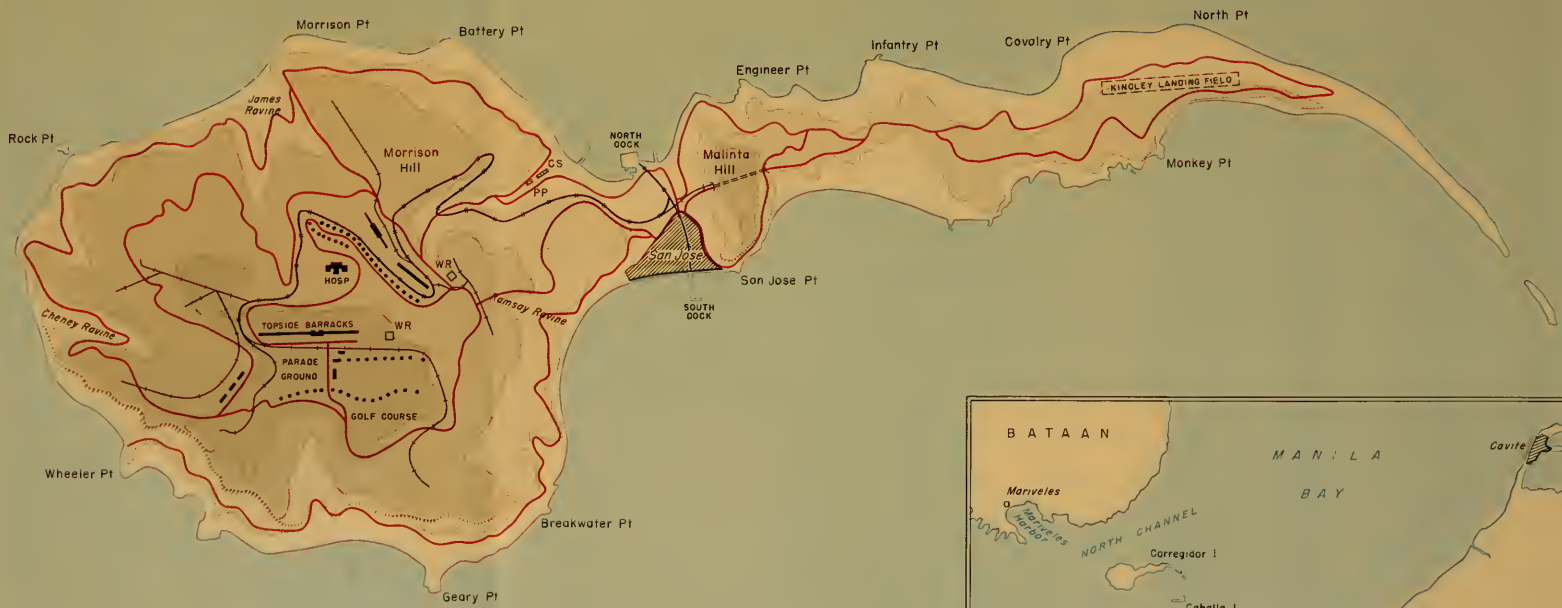 Morrison Pt
Battery Pt
North Pt
Cavalry Pt
Infantry Pt
Engineer Pt
KINDLEY LANDING FIELD
James
Ravine
Rock Pt
NORTH
DOCK
Morrison
Hill
CS
PP
Malinta
Hill
Monkey Pt
San Jose
San Jose Pt
WR
HOSP
Ramsay Ravine
SOUTH
DOCK
Cheney Ravine
TOPSIDE BARRACKS
WR
PARADE
GROUND
GOLF COURSE
Wheeler Pt
Breakwater Pt
Geary Pt
BATAAN
MANILA
BAY
Cavite
Mariveles
Mariveles
Harbor
NORTH CHANNEL
Corregidor I
Caballo I